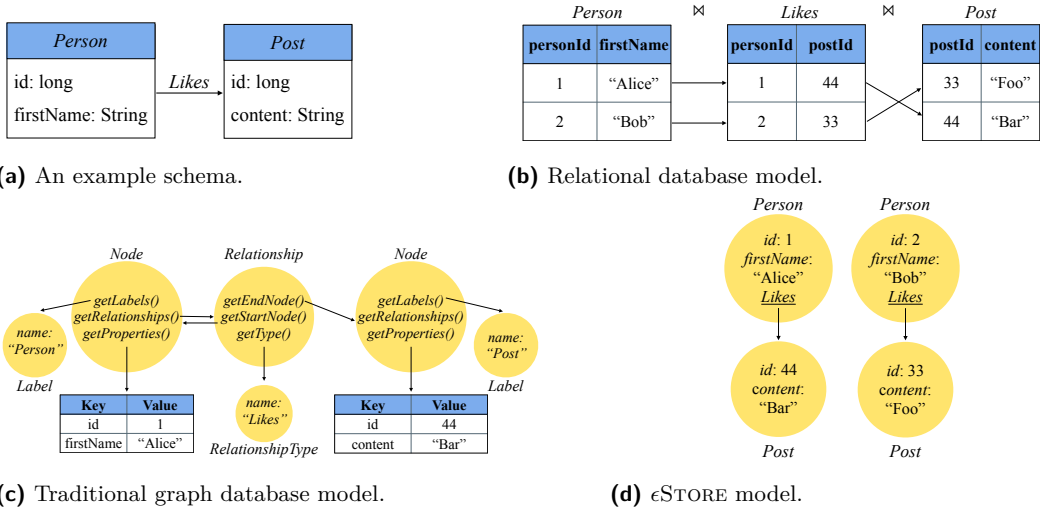 Person
id: long
firstName: String
Likes
Post
id: long
content: String
(a) An example schema.
Person ⋈ Likes ⋈ Post
personId firstName
1 “Alice”
2 “Bob”
personId postId
1 44
2 33
postId content
33 “Foo”
44 “Bar”
(b) Relational database model.
Node
getLabels()
getRelationships()
getProperties()
name:
“Person”
Label
Key Value
id 1
firstName “Alice”
Relationship
getEndNode()
getStartNode()
getType()
name:
“Likes”
RelationshipType
Node
getLabels()
getRelationships()
getProperties()
name:
“Post”
Label
Key Value
id 44
content “Bar”
(c) Traditional graph database model.
Person
id: 1
firstName:
“Alice”
Likes
id: 44
content:
“Bar”
Post
Person
id: 2
firstName:
“Bob”
Likes
id: 33
content:
“Foo”
Post
(d) ϵSTORE model.